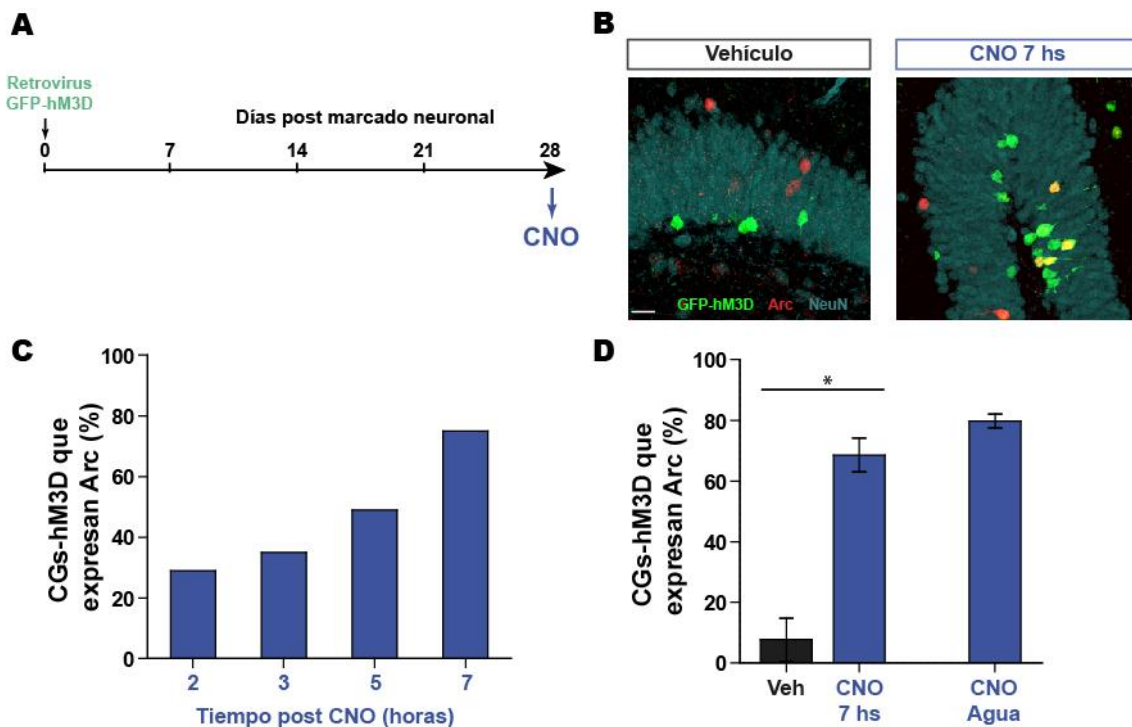 A
Retrovirus
GFP-hM3D
Días post marcado neuronal
0 7 14 21 28
CNO
B
Vehículo
CNO 7 hs
GFP-hM3D Arc NeuN
C
CGs-hM3D que
expresan Arc (%)
100
80
60
40
20
0
2 3 5 7
Tiempo post CNO (horas)
D
CGs-hM3D que
expresan Arc (%)
100
80
60
40
20
0
*
Veh CNO CNO
7 hs Agua